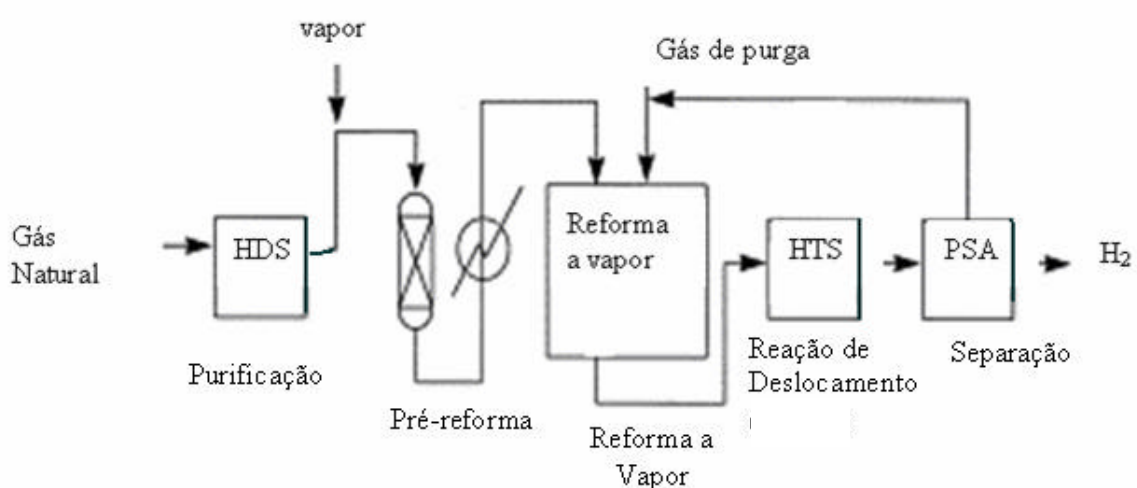 vapor
Gás de purga
Gás
Natural
HDS
Reforma
a vapor
HTS
PSA
H2
Purificação
Pré-reforma
Reforma a
Vapor
Reação de
Deslocamento
Separação